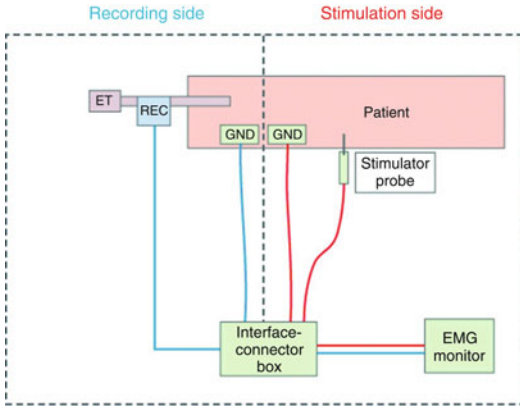 Recording side
Stimulation side
ET
REC
Patient
GND
GND
Stimulator
probe
Interface-
connector
box
EMG
monitor